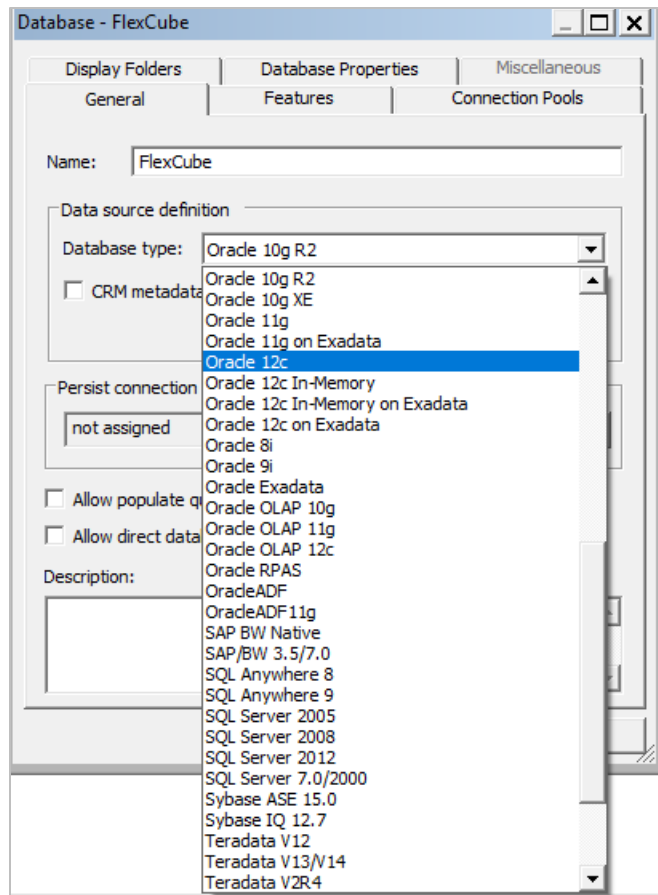 Database - FlexCube
Display Folders
Database Properties
Miscellaneous
General
Features
Connection Pools
Name:
FlexCube
Data source definition
Database type:
Oracle 10g R2
CRM metadata
Oracle 10g R2
Oracle 10g XE
Oracle 11g
Oracle 11g on Exadata
Oracle 12c
Oracle 12c In-Memory
Oracle 12c In-Memory on Exadata
Oracle 12c on Exadata
Oracle 8i
Oracle 9i
Oracle Exadata
Oracle OLAP 10g
Oracle OLAP 11g
Oracle OLAP 12c
Oracle RPAS
OracleADF
OracleADF11g
SAP BW Native
SAP/BW 3.5/7.0
SQL Anywhere 8
SQL Anywhere 9
SQL Server 2005
SQL Server 2008
SQL Server 2012
SQL Server 7.0/2000
Sybase ASE 15.0
Sybase IQ 12.7
Teradata V12
Teradata V13/V14
Teradata V2R4
Persist connection
not assigned
Allow populate
Allow direct
Description: